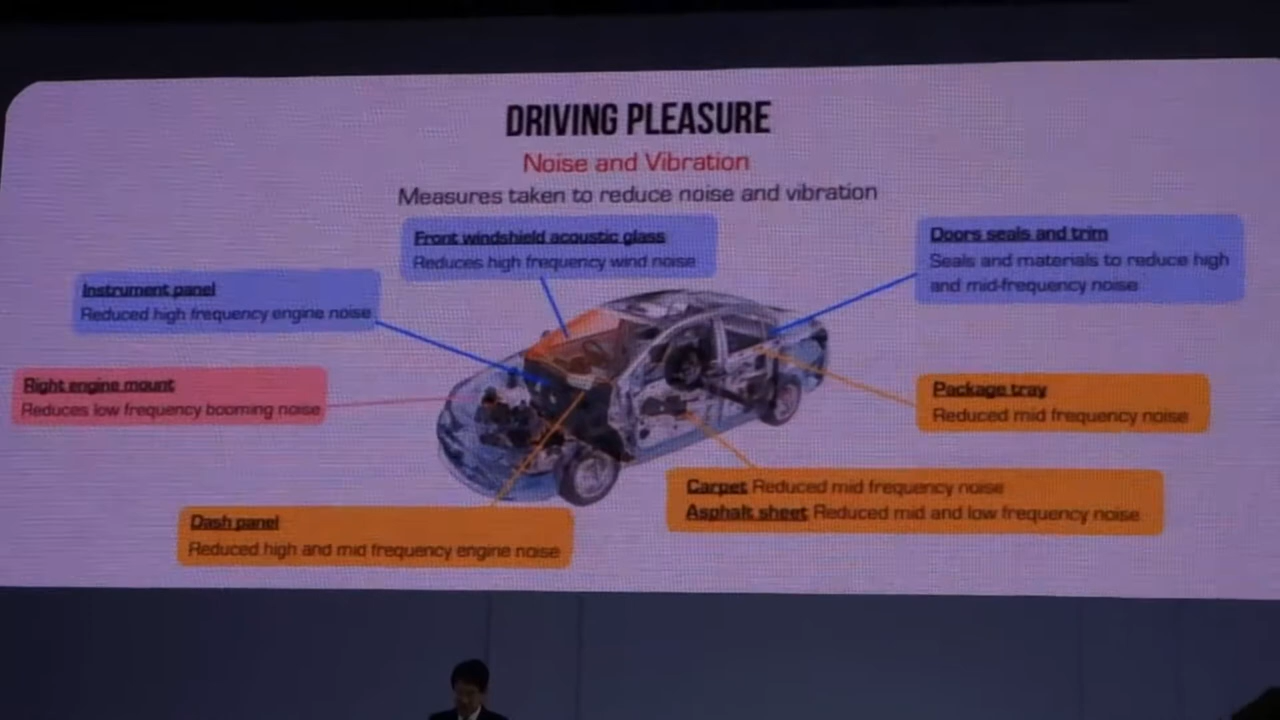 DRIVING PLEASURE
Noise and Vibration
Measures taken to reduce noise and vibration
Front windshield acoustic glass
Reduces high frequency wind noise
Doors seals and trim
Seals and materials to reduce high
and mid-frequency noise
Instrument panel
Reduced high frequency engine noise
Right engine mount
Reduces low frequency booming noise
Package tray
Reduced mid frequency noise
Carpet Reduced mid frequency noise
Asphalt sheet Reduced mid and low frequency noise
Dash panel
Reduced high and mid frequency engine noise